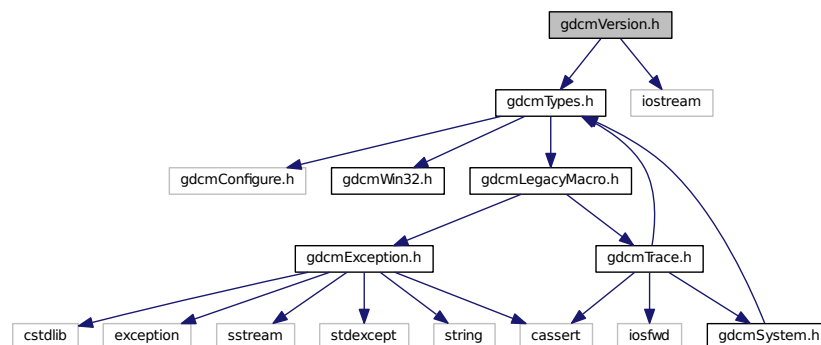 gdcmVersion.h
gdcmTypes.h
iostream
gdcmConfigure.h
gdcmWin32.h
gdcmLegacyMacro.h
gdcmException.h
gdcmTrace.h
cstdlib
exception
sstream
stdexcept
string
cassert
iosfwd
gdcmSystem.h